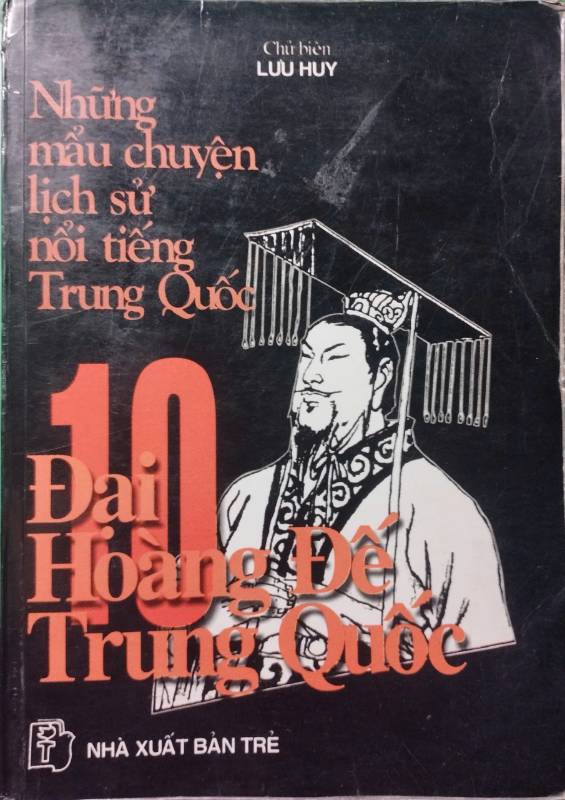 Chủ biên
LƯU HUY
Những
mẩu chuyện
lịch sử
nổi tiếng
Trung Quốc
10
Đại
Hoàng Đế
Trung Quốc
NHÀ XUẤT BẢN TRẺ